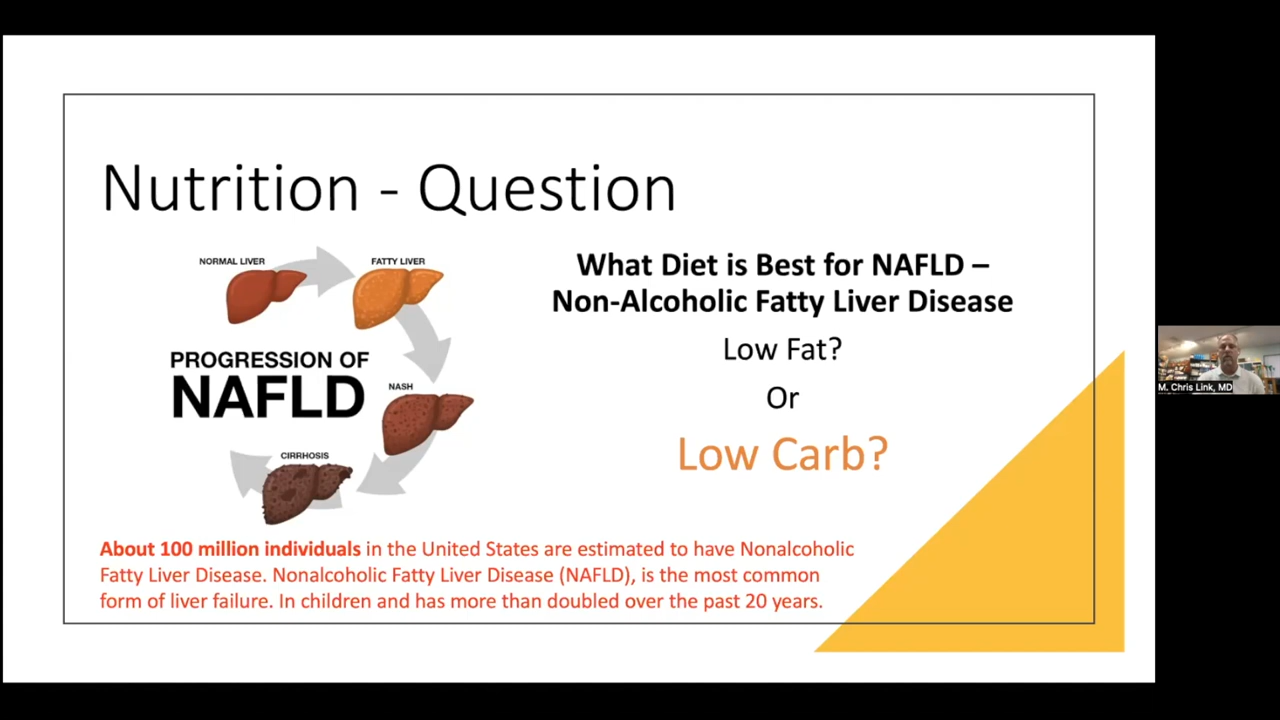 Nutrition - Question
NORMAL LIVER
FATTY LIVER
PROGRESSION OF
NAFLD
NASH
CIRRHOSIS
What Diet is Best for NAFLD –
Non-Alcoholic Fatty Liver Disease
Low Fat?
Or
Low Carb?
About 100 million individuals in the United States are estimated to have Nonalcoholic
Fatty Liver Disease. Nonalcoholic Fatty Liver Disease (NAFLD), is the most common
form of liver failure. In children and has more than doubled over the past 20 years.
M. Chris Link, MD